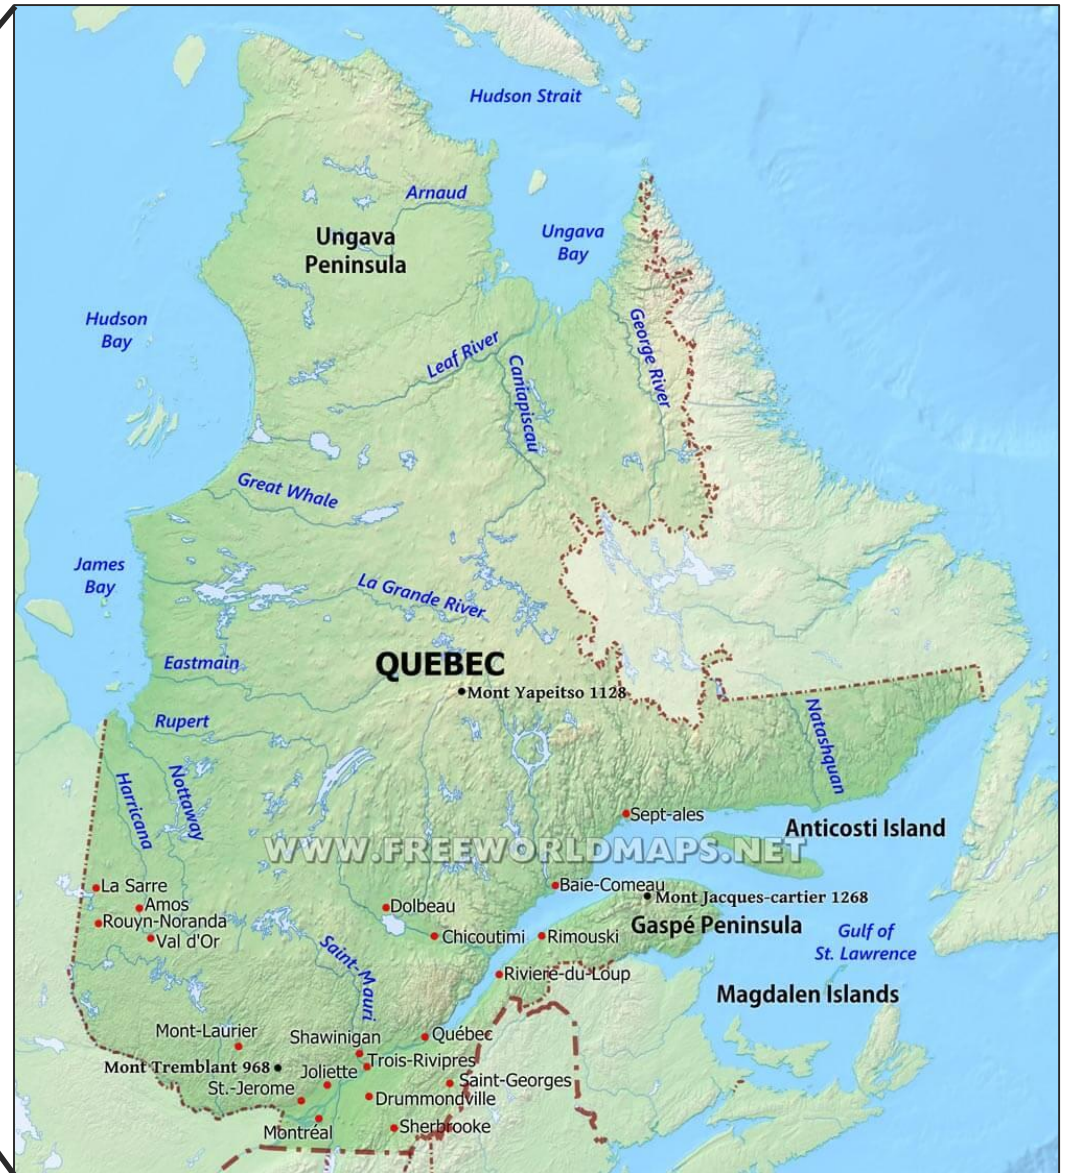 Hudson Strait
Arnaud
Ungava
Peninsula
Ungava
Bay
Hudson
Bay
George River
Leaf River
Caniapiscau
Great Whale
James
Bay
La Grande River
Eastmain
QUEBEC
Mont Yapeitso 1128
Rupert
Natashquan
Harricana
Nottaway
Sept-ales
Anticosti Island
WWW.FREEWORLDMAPS.NET
La Sarre
Baie-Comeau
Mont Jacques-cartier 1268
Amos
Dolbeau
Rouyn-Noranda
Gaspé Peninsula
Val d'Or
Chicoutimi
Rimouski
Gulf of
St. Lawrence
Saint-Mauri
Riviere-du-Loup
Magdalen Islands
Mont-Laurier
Shawinigan
Québec
Mont Tremblant 968
Trois-Rivipres
Joliette
St.-Jerome
Saint-Georges
Drummondville
Montréal
Sherbrooke